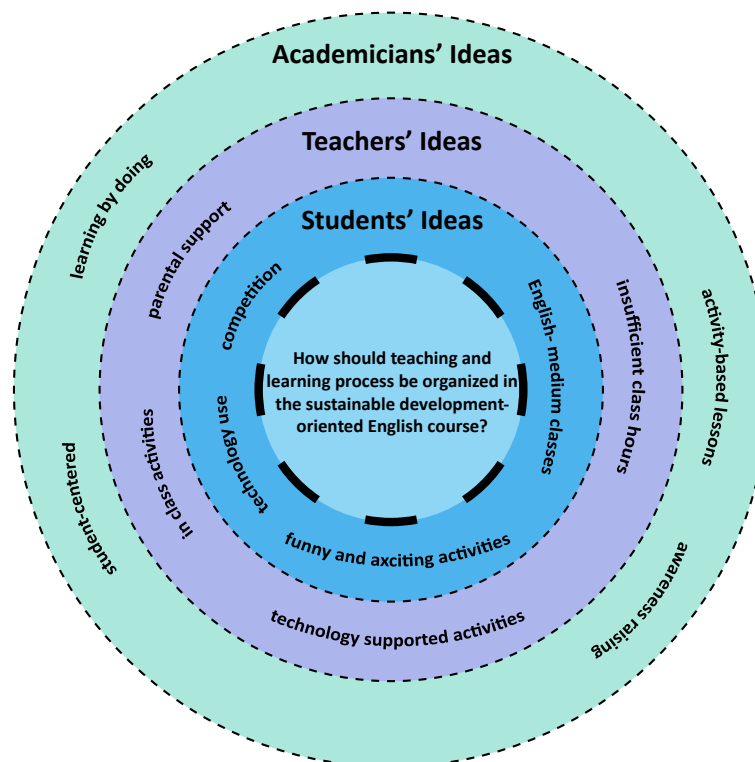 Academicians’ Ideas
learning by doing
student-centered
activity-based lessons
awareness raising
Teachers’ Ideas
parental support
in class activities
insufficient class hours
technology supported activities
Students’ Ideas
competition
technology use
English- medium classes
funny and axciting activities
How should teaching and
learning process be organized in
the sustainable development-
oriented English course?